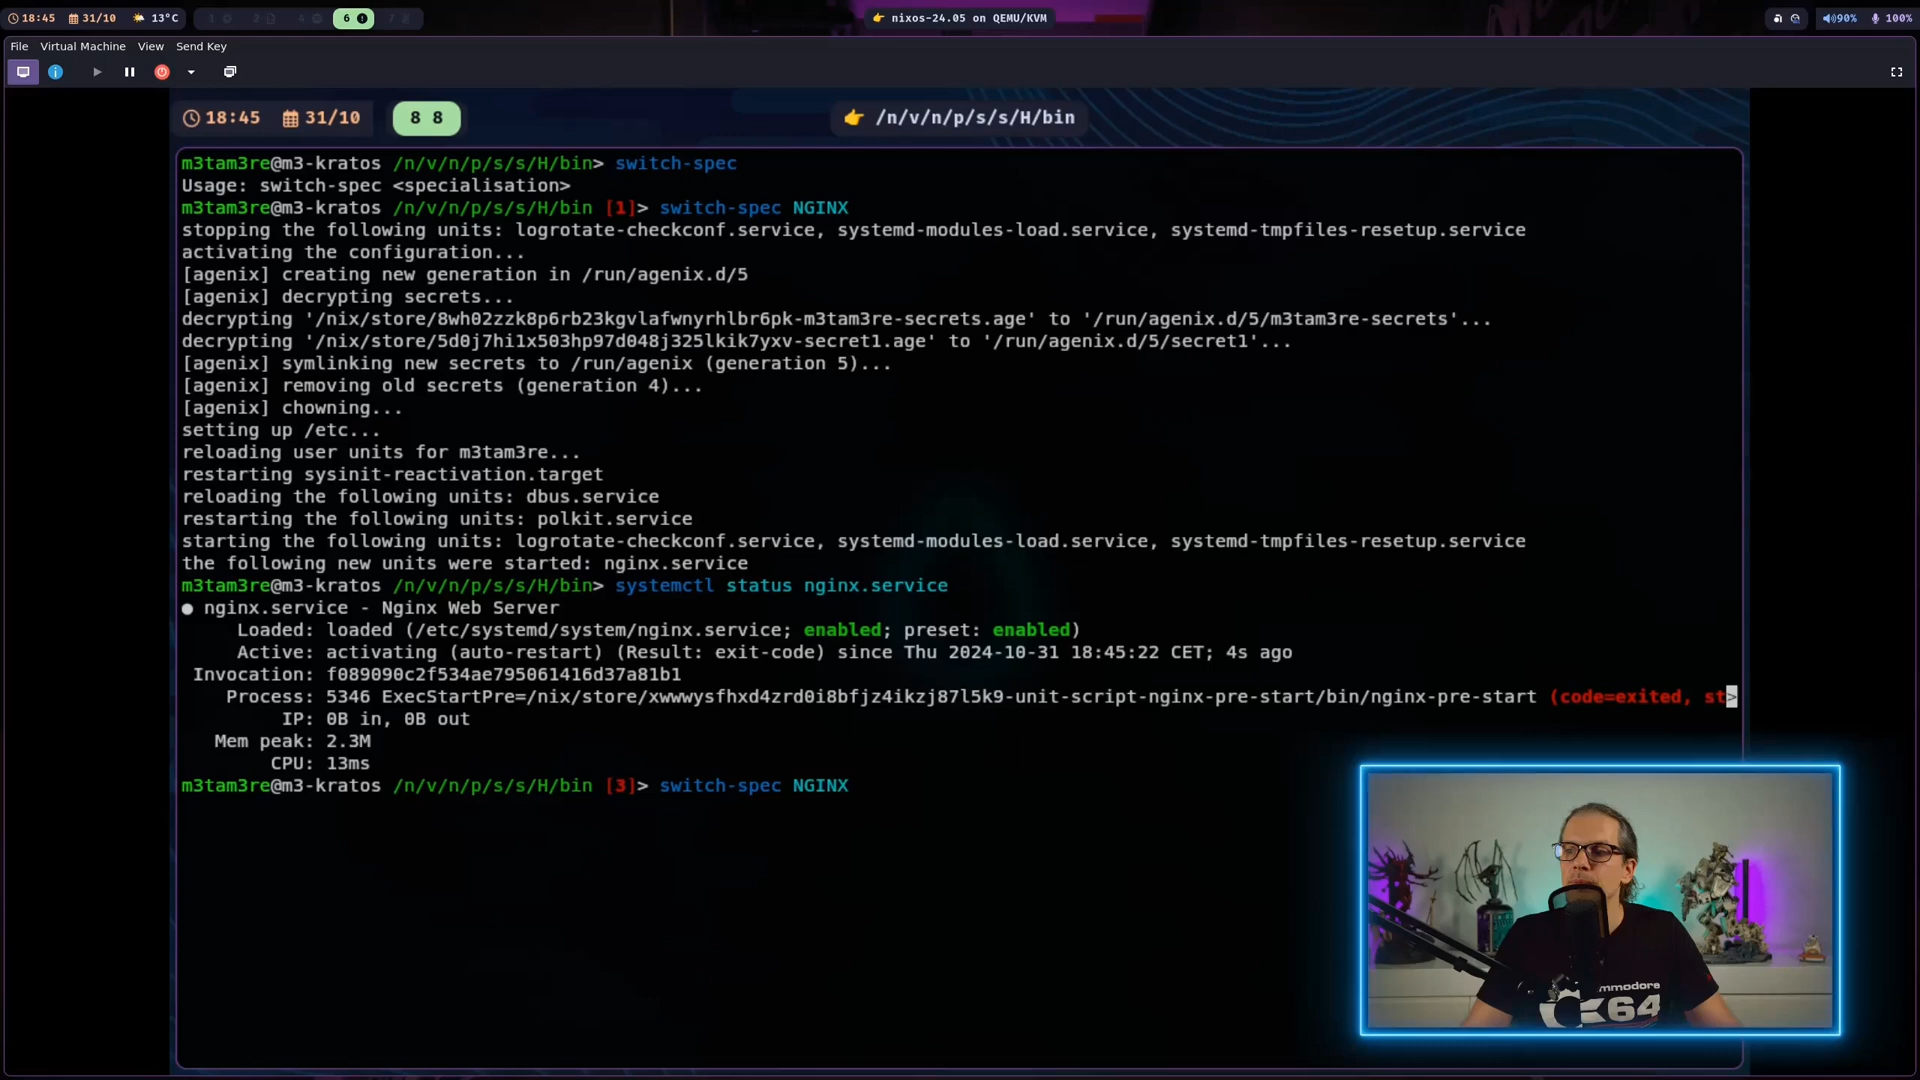 18:45 31/10 13°C 1 2 4 6 7 nixos-24.05 on QEMU/KVM 90% 100%
File Virtual Machine View Send Key
18:45 31/10 8 8 /n/v/n/p/s/s/H/bin
m3tam3re@m3-kratos /n/v/n/p/s/s/H/bin> switch-spec
Usage: switch-spec <specialisation>
m3tam3re@m3-kratos /n/v/n/p/s/s/H/bin [1]> switch-spec NGINX
stopping the following units: logrotate-checkconf.service, systemd-modules-load.service, systemd-tmpfiles-resetup.service
activating the configuration...
[agenix] creating new generation in /run/agenix.d/5
[agenix] decrypting secrets...
decrypting '/nix/store/8wh02zzk8p6rb23kgvlafwnyrhlbr6pk-m3tam3re-secrets.age' to '/run/agenix.d/5/m3tam3re-secrets'...
decrypting '/nix/store/5d0j7hi1x503hp97d048j325lkik7yxv-secret1.age' to '/run/agenix.d/5/secret1'...
[agenix] symlinking new secrets to /run/agenix (generation 5)...
[agenix] removing old secrets (generation 4)...
[agenix] chowning...
setting up /etc...
reloading user units for m3tam3re...
restarting sysinit-reactivation.target
reloading the following units: dbus.service
restarting the following units: polkit.service
starting the following units: logrotate-checkconf.service, systemd-modules-load.service, systemd-tmpfiles-resetup.service
the following new units were started: nginx.service
m3tam3re@m3-kratos /n/v/n/p/s/s/H/bin> systemctl status nginx.service
● nginx.service - Nginx Web Server
Loaded: loaded (/etc/systemd/system/nginx.service; enabled; preset: enabled)
Active: activating (auto-restart) (Result: exit-code) since Thu 2024-10-31 18:45:22 CET; 4s ago
Invocation: f089090c2f534ae795061416d37a81b1
Process: 5346 ExecStartPre=/nix/store/xwwwysfhxd4zrd0i8bfjz4ikzj87l5k9-unit-script-nginx-pre-start/bin/nginx-pre-start (code=exited, st>
IP: 0B in, 0B out
Mem peak: 2.3M
CPU: 13ms
m3tam3re@m3-kratos /n/v/n/p/s/s/H/bin [3]> switch-spec NGINX
mmodore
64